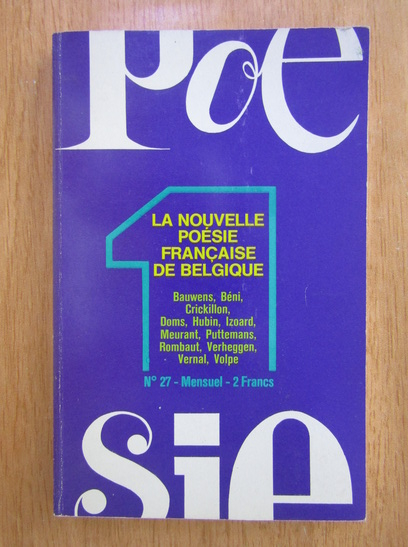 Poe
1
LA NOUVELLE
POÉSIE
FRANÇAISE
DE BELGIQUE
Bauwens, Béni,
Crickillon,
Doms, Hubin, Izoard,
Meurant, Puttemans,
Rombaut, Verheggen,
Vernal, Volpe
N° 27 - Mensuel - 2 Francs
sie